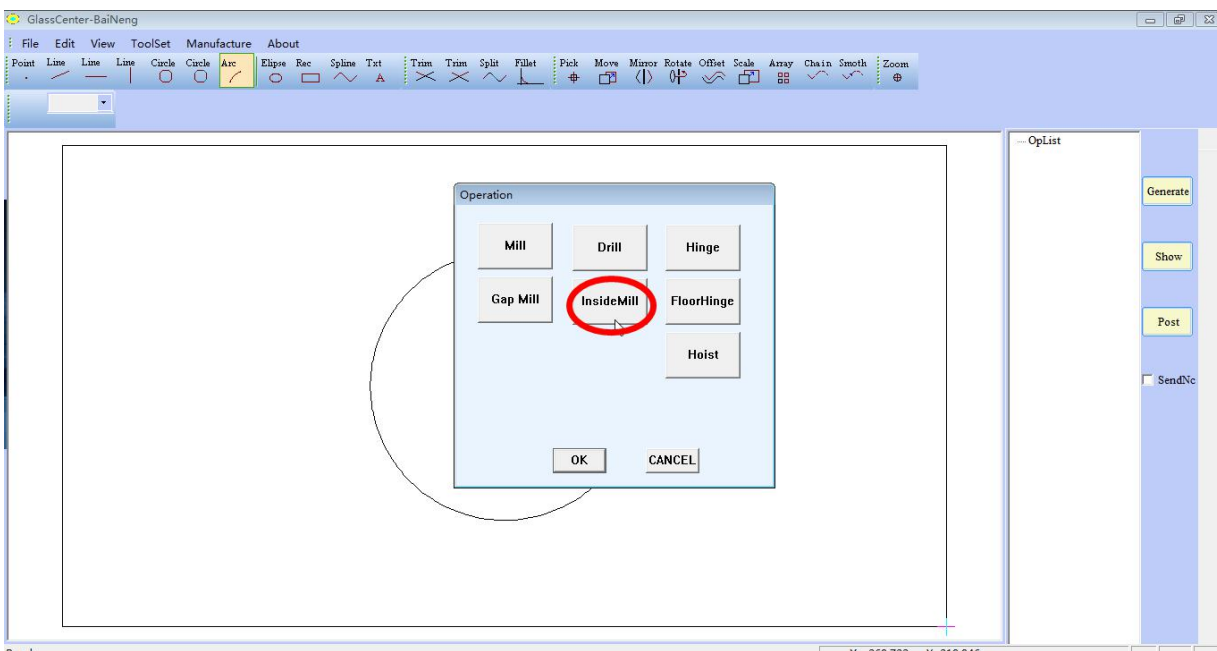 GlassCenter-BaiNeng
File Edit View ToolSet Manufacture About
Point Line Line Line Circle Circle Arc Elipse Rec Spline Txt Trim Trim Split Fillet Pick Move Mirror Rotate Offset Scale Array Chain Smoth Zoom
A
OpList
Operation
Generate
Mill Drill Hinge
Show
Gap Mill InsideMill FloorHinge
Post
Hoist
SendNc
OK CANCEL